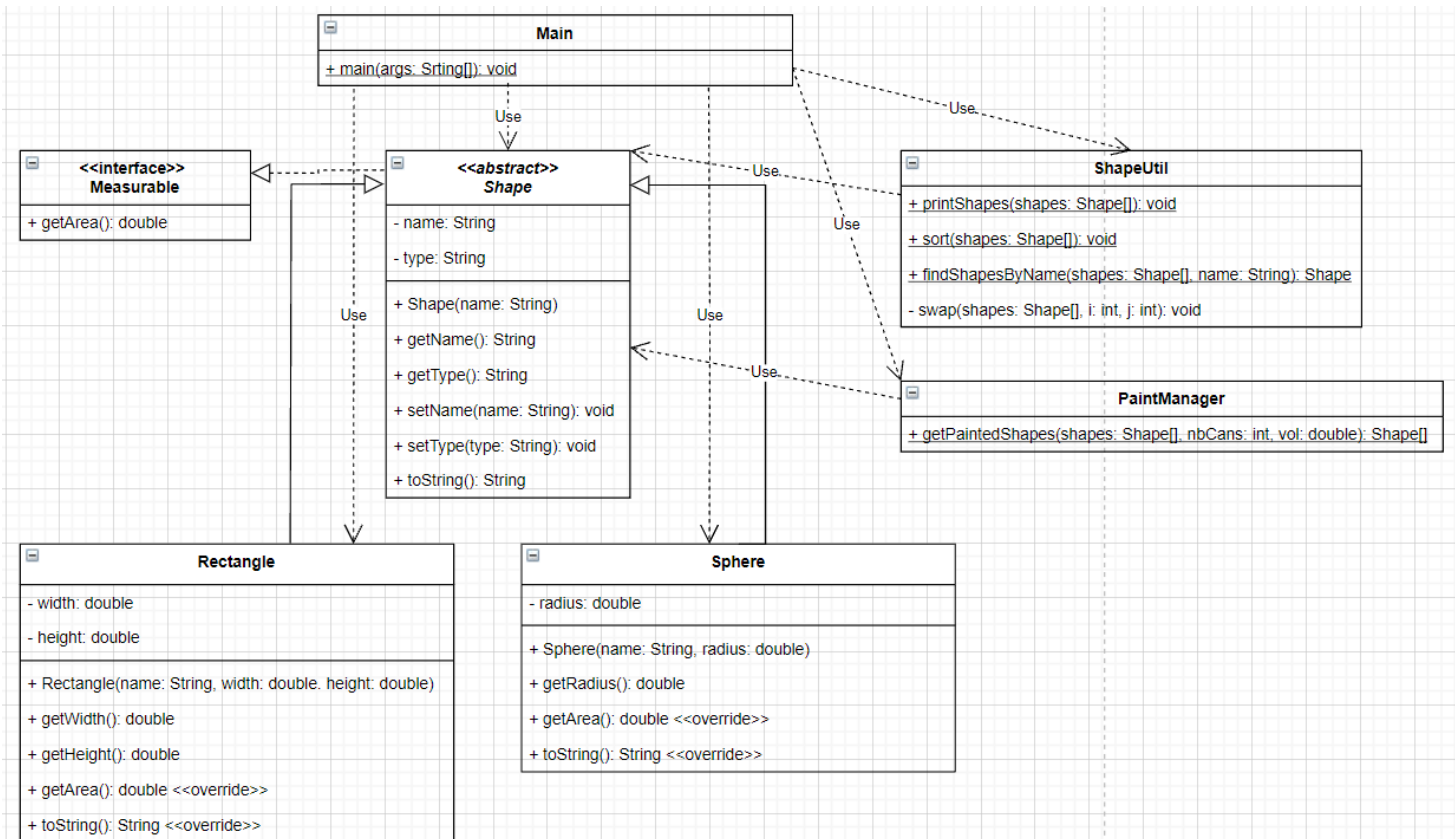 Main
+ main(args: Srting[]): void
Use
Use
<<interface>>
Measurable
+ getArea(): double
<<abstract>>
Shape
- name: String
- type: String
+ Shape(name: String)
+ getName(): String
+ getType(): String
+ setName(name: String): void
+ setType(type: String): void
+ toString(): String
Use
Use
ShapeUtil
+ printShapes(shapes: Shape[]): void
+ sort(shapes: Shape[]): void
+ findShapesByName(shapes: Shape[], name: String): Shape
- swap(shapes: Shape[], i: int, j: int): void
Use
Use
Use
PaintManager
+ getPaintedShapes(shapes: Shape[], nbCans: int, vol: double): Shape[]
Rectangle
- width: double
- height: double
+ Rectangle(name: String, width: double. height: double)
+ getWidth(): double
+ getHeight(): double
+ getArea(): double <<override>>
+ toString(): String <<override>>
Sphere
- radius: double
+ Sphere(name: String, radius: double)
+ getRadius(): double
+ getArea(): double <<override>>
+ toString(): String <<override>>